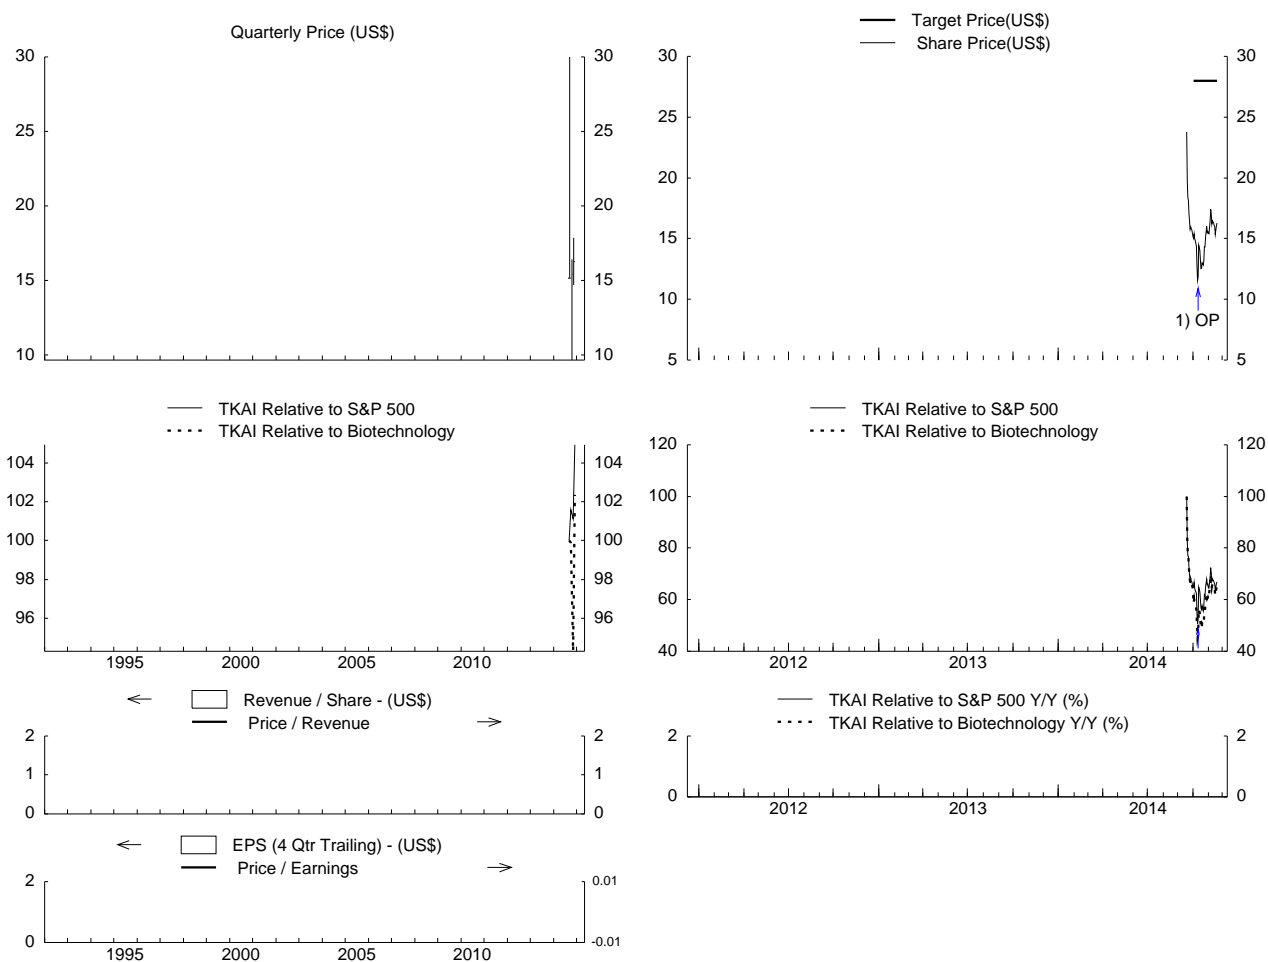 Quarterly Price (US$)
30 30
25 25
20 20
15 15
10 10
TKAI Relative to S&P 500
TKAI Relative to Biotechnology
104 104
102 102
100 100
98 98
96 96
1995 2000 2005 2010
Revenue / Share - (US$)
Price / Revenue
2 2
1 1
0 0
EPS (4 Qtr Trailing) - (US$)
Price / Earnings
2 0.01
0 -0.01
1995 2000 2005 2010
Target Price(US$)
Share Price(US$)
30 30
25 25
20 20
15 15
10 10
1) OP
5 5
TKAI Relative to S&P 500
TKAI Relative to Biotechnology
120 120
100 100
80 80
60 60
40 40
2012 2013 2014
TKAI Relative to S&P 500 Y/Y (%)
TKAI Relative to Biotechnology Y/Y (%)
2 2
0 0
2012 2013 2014